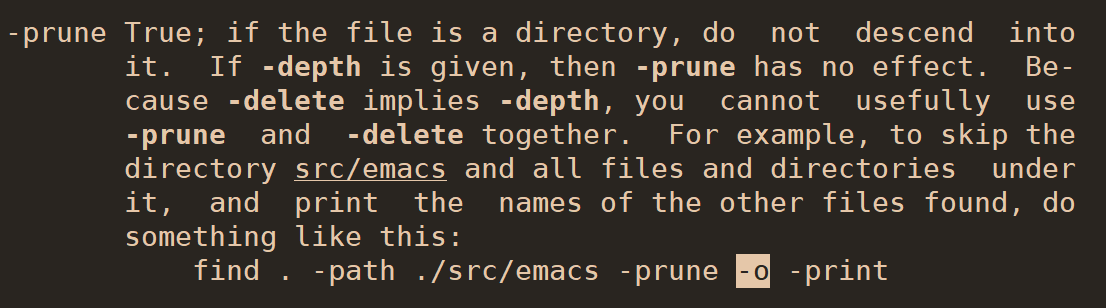 -prune True; if the file is a directory, do not descend into
it. If -depth is given, then -prune has no effect. Be-
cause -delete implies -depth, you cannot usefully use
-prune and -delete together. For example, to skip the
directory src/emacs and all files and directories under
it, and print the names of the other files found, do
something like this:
find . -path ./src/emacs -prune -o -print